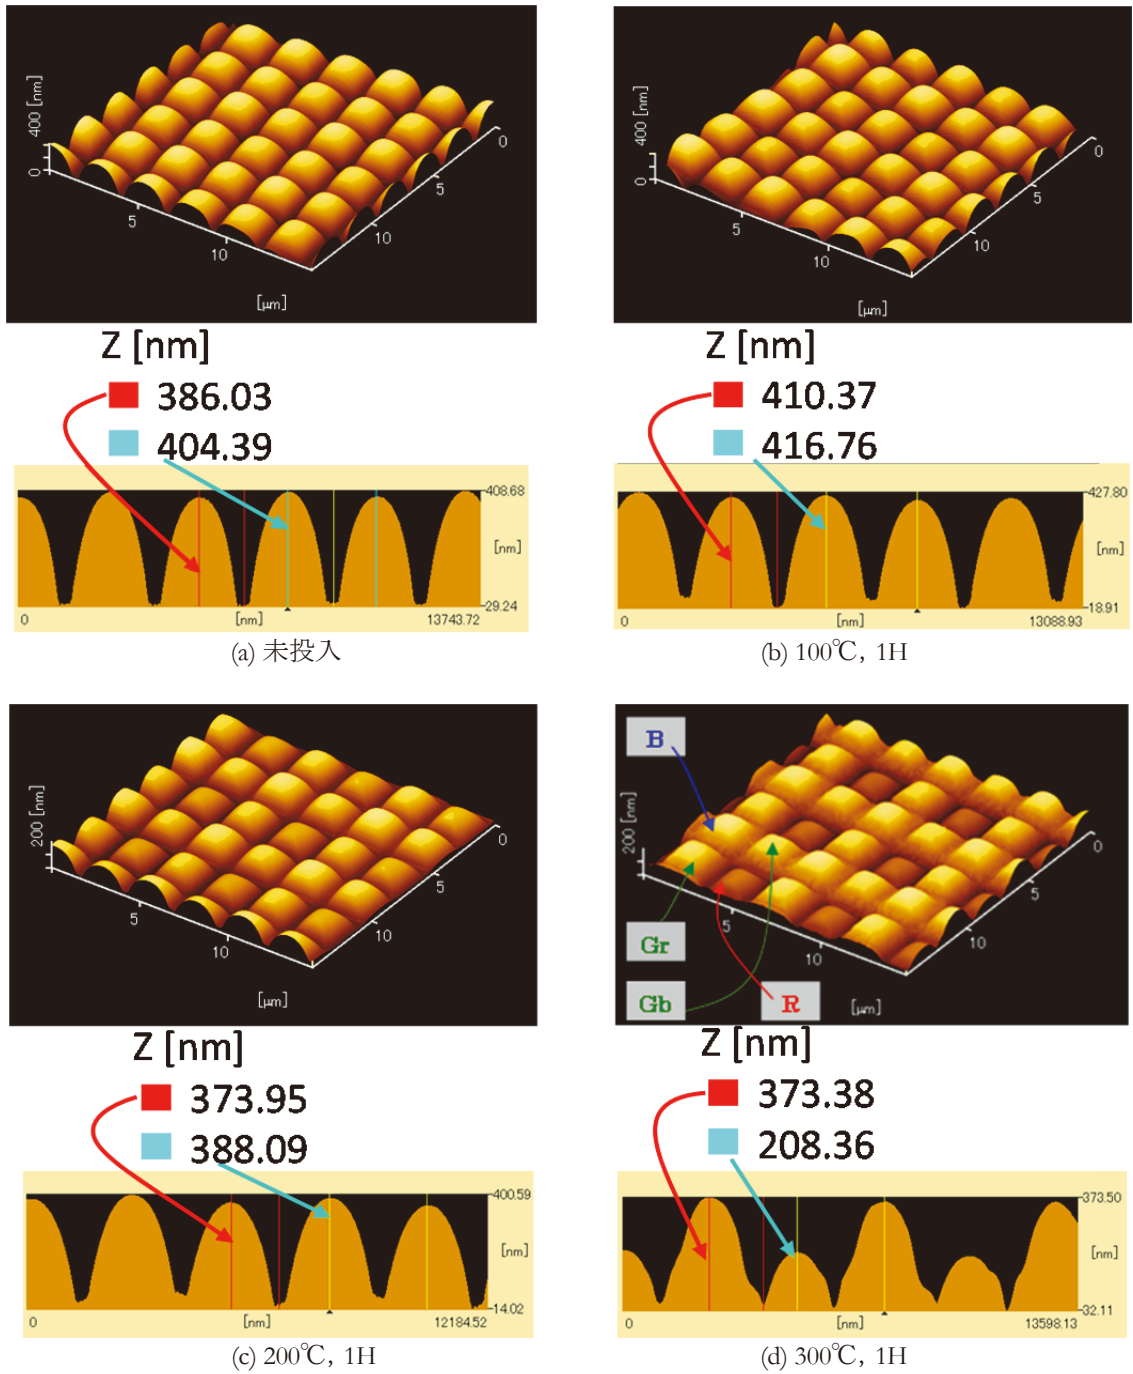 400 [nm]
0
5
10
0
5
10
[μm]
Z [nm]
386.03
404.39
408.68
[nm]
29.24
0
[nm]
13743.72
(a) 未投入
400 [nm]
0
5
10
0
5
10
[μm]
Z [nm]
410.37
416.76
427.80
[nm]
18.91
0
[nm]
13088.93
(b) 100℃, 1H
200 [nm]
5
10
0
5
10
[μm]
Z [nm]
373.95
388.09
400.59
[nm]
14.02
0
[nm]
12184.52
(c) 200℃, 1H
B
200 [nm]
Gr
Gb
R
5
10
0
5
10
[μm]
Z [nm]
373.38
208.36
373.50
[nm]
32.11
0
[nm]
13598.13
(d) 300℃, 1H